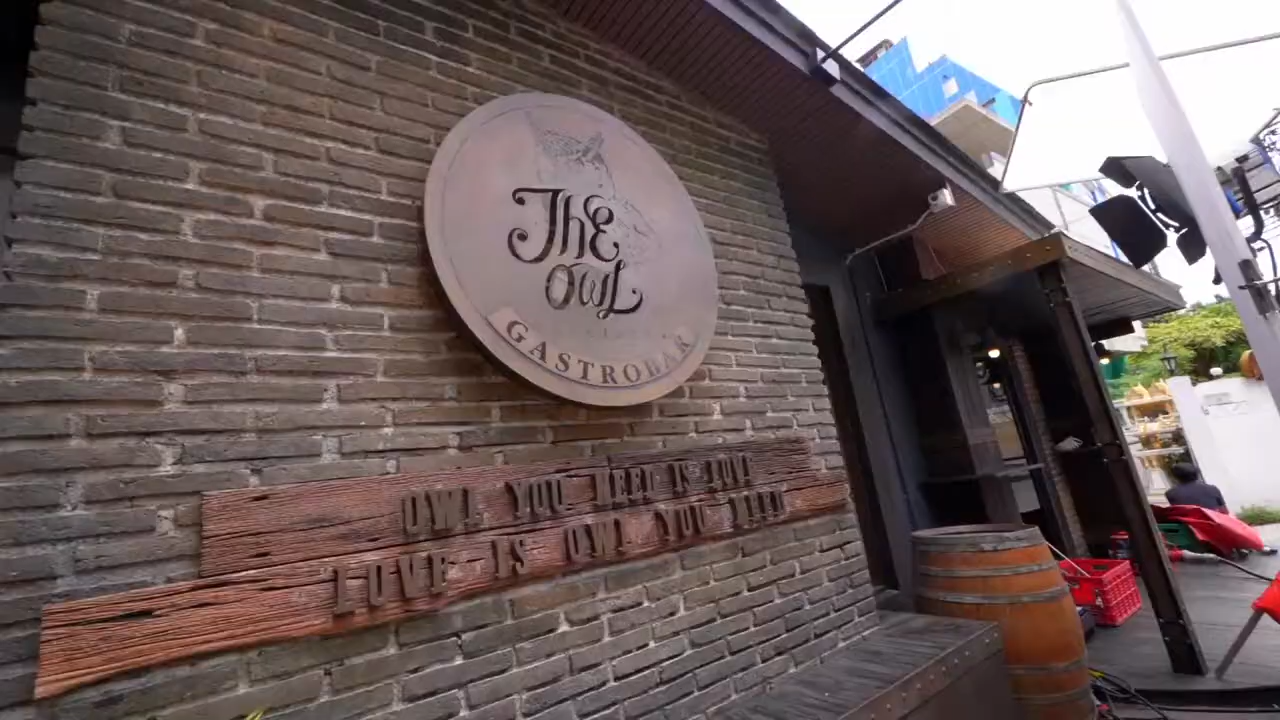 The
OWL
GASTROBAR
OWL YOU NEED IS LOVE
LOVE IS OWL YOU NEED